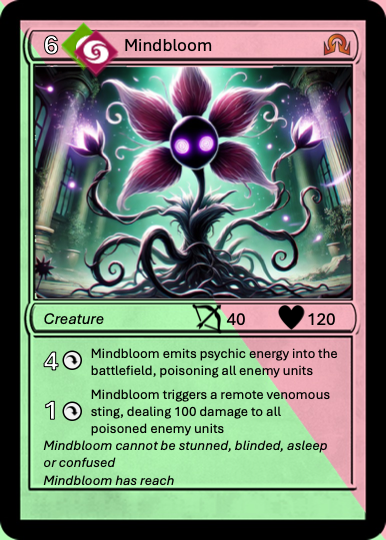 6 Mindbloom
Creature 40 120
4 Mindbloom emits psychic energy into the
battlefield, poisoning all enemy units
Mindbloom triggers a remote venomous
1 sting, dealing 100 damage to all
poisoned enemy units
Mindbloom cannot be stunned, blinded, asleep
or confused
Mindbloom has reach